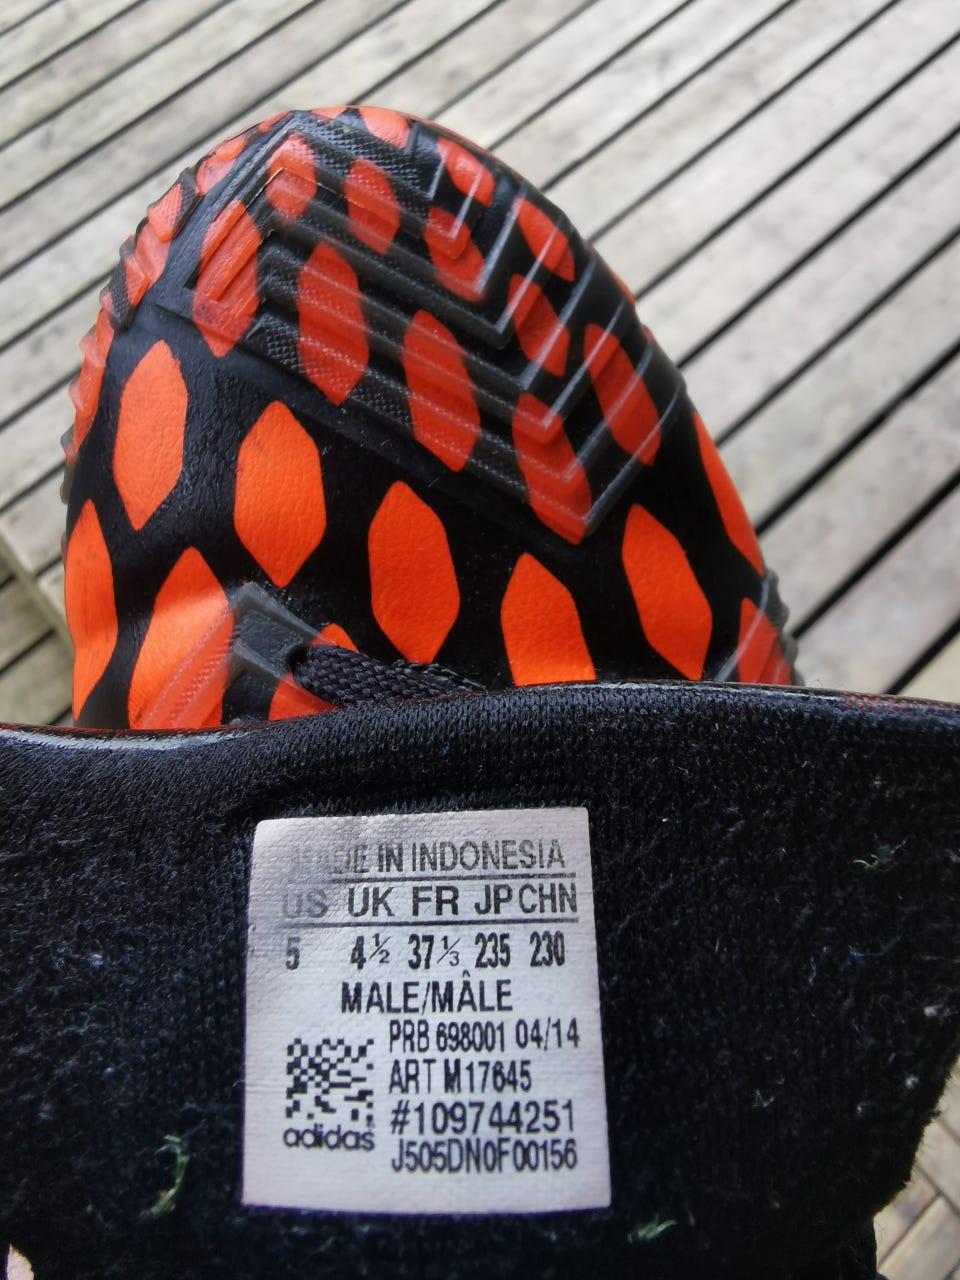 MADE IN INDONESIA
US UK FR JP CHN
5 4½ 37⅓ 235 230
MALE/MÂLE
PRB 698001 04/14
ART M17645
#109744251
adidas J505DN0F00156